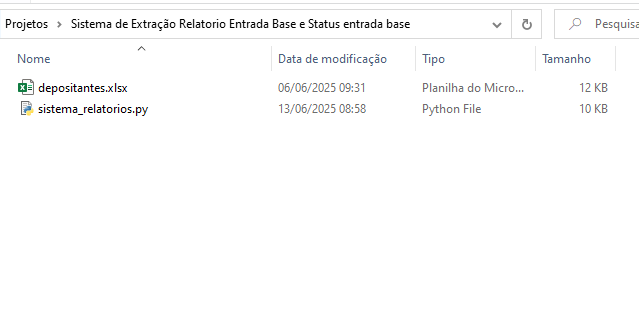 Projetos > Sistema de Extração Relatorio Entrada Base e Status entrada base Pesquisa
Nome Data de modificação Tipo Tamanho
depositantes.xlsx 06/06/2025 09:31 Planilha do Micro... 12 KB
sistema_relatorios.py 13/06/2025 08:58 Python File 10 KB